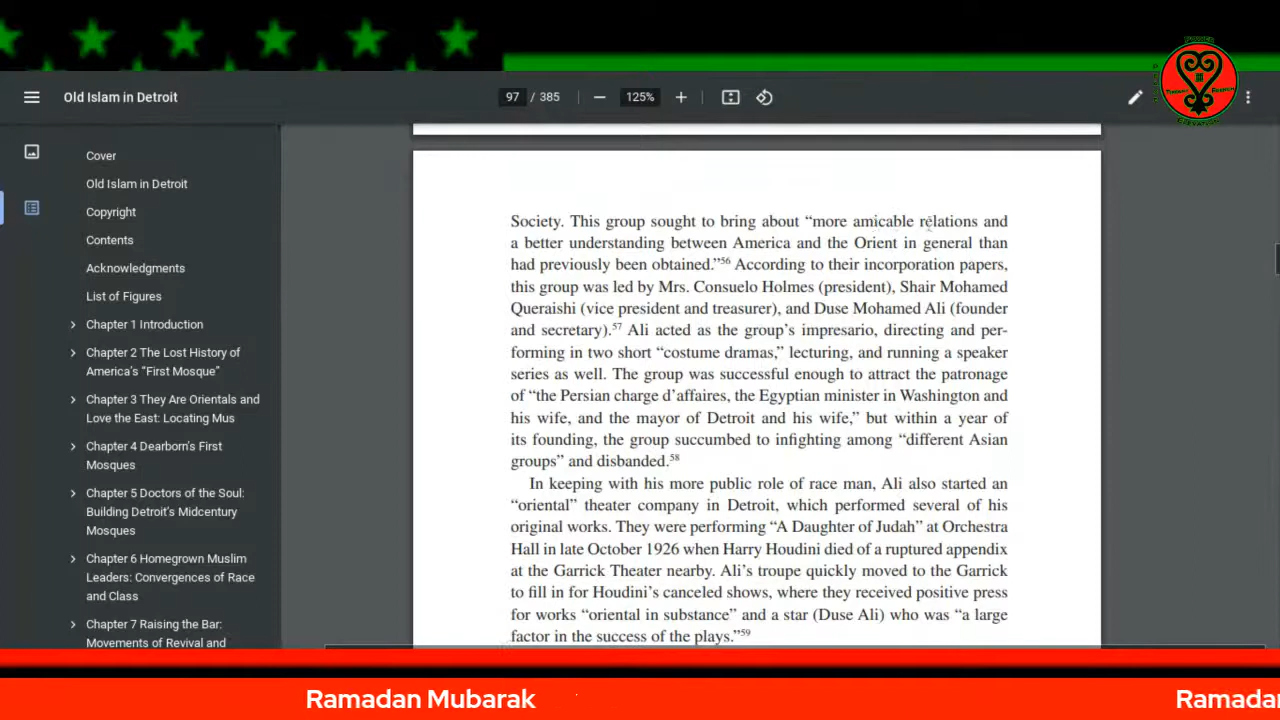 Old Islam in Detroit
97 / 385
125%
Cover
Old Islam in Detroit
Copyright
Contents
Acknowledgments
List of Figures
Chapter 1 Introduction
Chapter 2 The Lost History of
America's “First Mosque”
Chapter 3 They Are Orientals and
Love the East: Locating Mus
Chapter 4 Dearborn's First
Mosques
Chapter 5 Doctors of the Soul:
Building Detroit's Midcentury
Mosques
Chapter 6 Homegrown Muslim
Leaders: Convergences of Race
and Class
Chapter 7 Raising the Bar:
Movements of Revival and
Society. This group sought to bring about “more amicable relations and
a better understanding between America and the Orient in general than
had previously been obtained.”56 According to their incorporation papers,
this group was led by Mrs. Consuelo Holmes (president), Shair Mohamed
Queraishi (vice president and treasurer), and Duse Mohamed Ali (founder
and secretary).57 Ali acted as the group's impresario, directing and per-
forming in two short “costume dramas,” lecturing, and running a speaker
series as well. The group was successful enough to attract the patronage
of “the Persian charge d'affaires, the Egyptian minister in Washington and
his wife, and the mayor of Detroit and his wife,” but within a year of
its founding, the group succumbed to infighting among “different Asian
groups” and disbanded.58
In keeping with his more public role of race man, Ali also started an
“oriental” theater company in Detroit, which performed several of his
original works. They were performing “A Daughter of Judah” at Orchestra
Hall in late October 1926 when Harry Houdini died of a ruptured appendix
at the Garrick Theater nearby. Ali's troupe quickly moved to the Garrick
to fill in for Houdini's canceled shows, where they received positive press
for works “oriental in substance” and a star (Duse Ali) who was “a large
factor in the success of the plays.”59
Ramadan Mubarak
Ramada